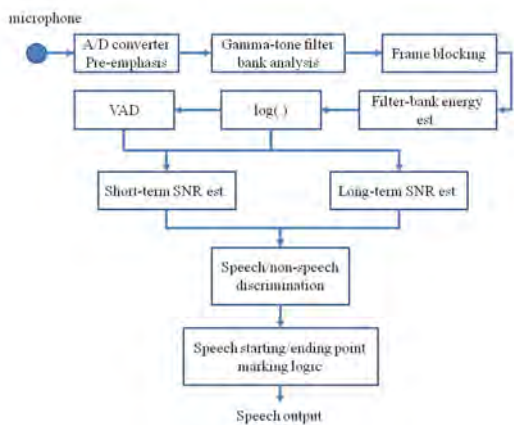 microphone
A/D converter
Pre-emphasis
Gamma-tone filter
bank analysis
Frame blocking
VAD
log( )
Filter-bank energy
est
Short-term SNR est
Long-term SNR est
Speech/non-speech
discrimination
Speech starting/ending point
marking logic
Speech output